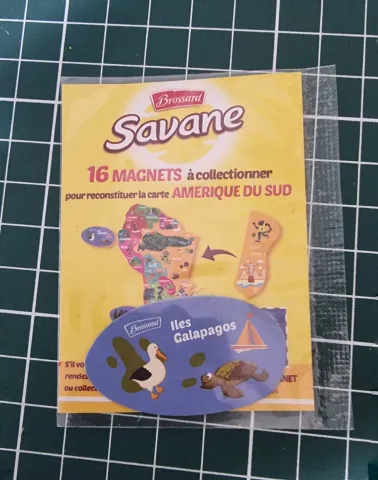 Brossard
Savane
16 MAGNETS à collectionner
pour reconstituer la carte AMERIQUE DU SUD
Brossard
Iles
Galapagos
S'il vo
rende
ou collec
GNET